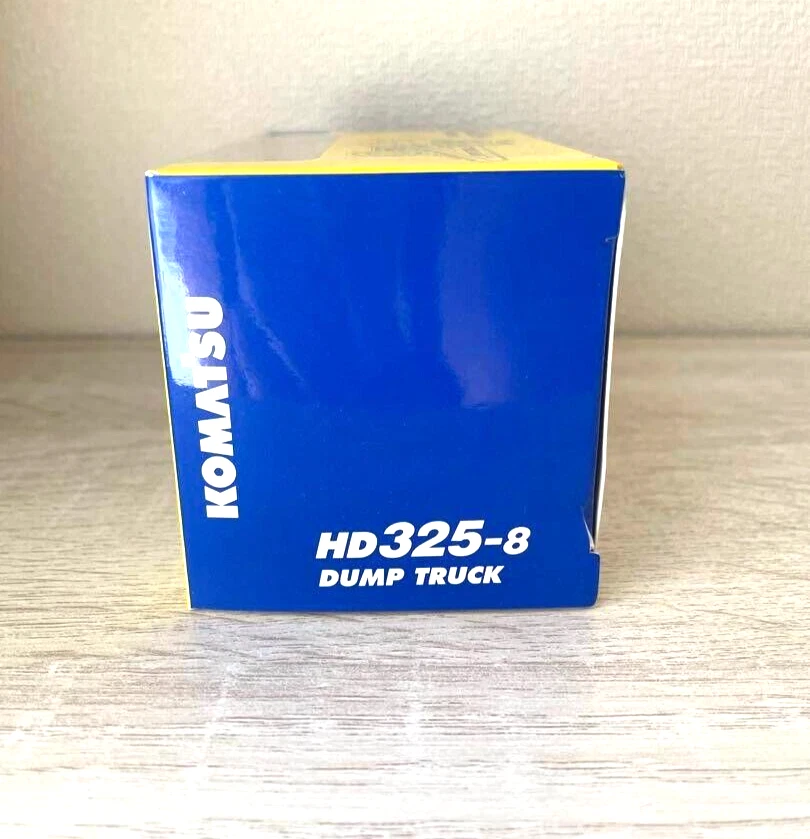 KOMATSU
HD325-8
DUMP TRUCK